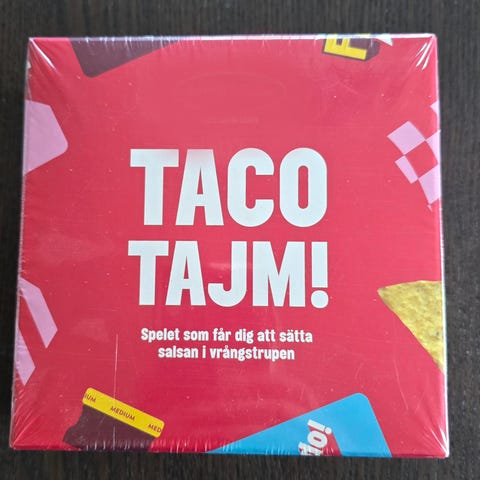 TACO
TAJM!
Spelet som får dig att sätta
salsan i vrångstrupen
MEDIUM